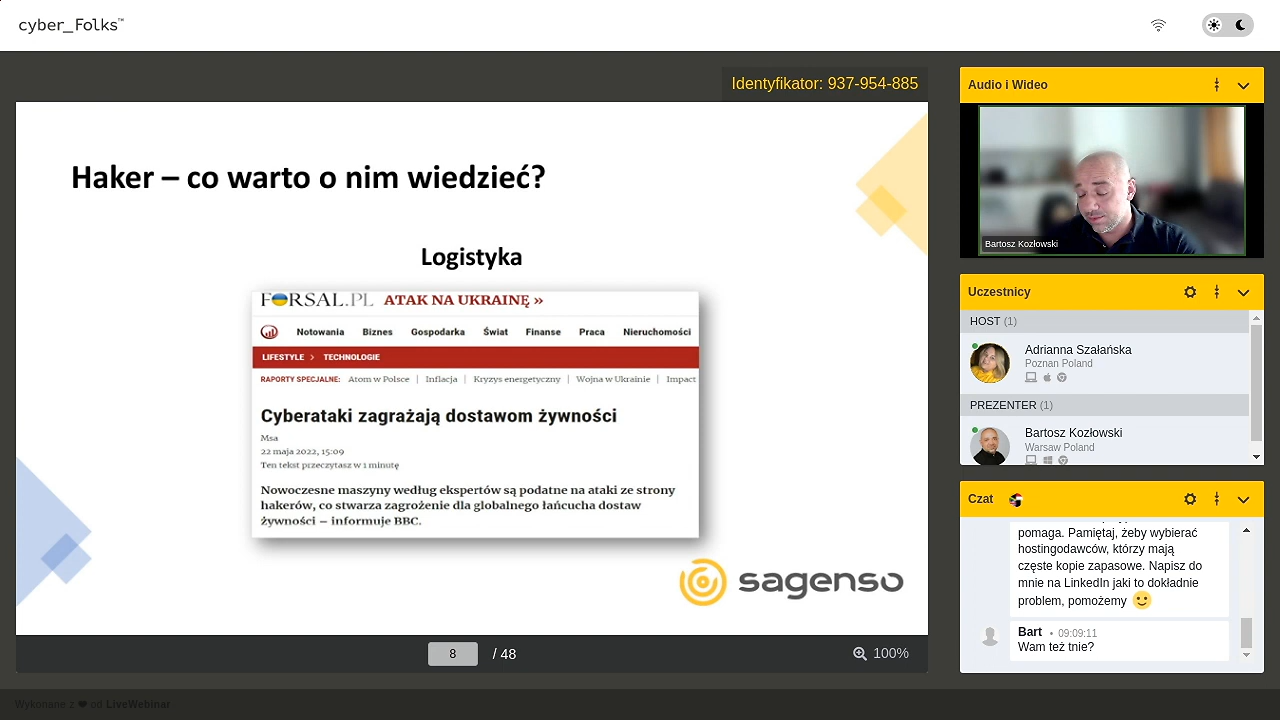 cyber_Folks™
Identyfikator: 937-954-885
Haker – co warto o nim wiedzieć?
Logistyka
FORSAL.PL ATAK NA UKRAINĘ »
Notowania Biznes Gospodarka Świat Finanse Praca Nieruchomości
LIFESTYLE > TECHNOLOGIE
RAPORTY SPECJALNE: Atom w Polsce | Inflacja | Kryzys energetyczny | Wojna w Ukrainie | Impact
Cyberataki zagrażają dostawom żywności
Msa
22 maja 2022, 15:09
Ten tekst przeczytasz w 1 minutę
Nowoczesne maszyny według ekspertów są podatne na ataki ze strony
hakerów, co stwarza zagrożenie dla globalnego łańcucha dostaw
żywności – informuje BBC.
sagenso
8 / 48
100%
Audio i Wideo
Bartosz Kozłowski
Uczestnicy
HOST (1)
Adrianna Szałańska
Poznan Poland
PREZENTER (1)
Bartosz Kozłowski
Warsaw Poland
Czat
pomaga. Pamiętaj, żeby wybierać
hostingodawców, którzy mają
częste kopie zapasowe. Napisz do
mnie na LinkedIn jaki to dokładnie
problem, pomożemy 🙂
Bart • 09:09:11
Wam też tnie?
Wykonane z ❤ od LiveWebinar